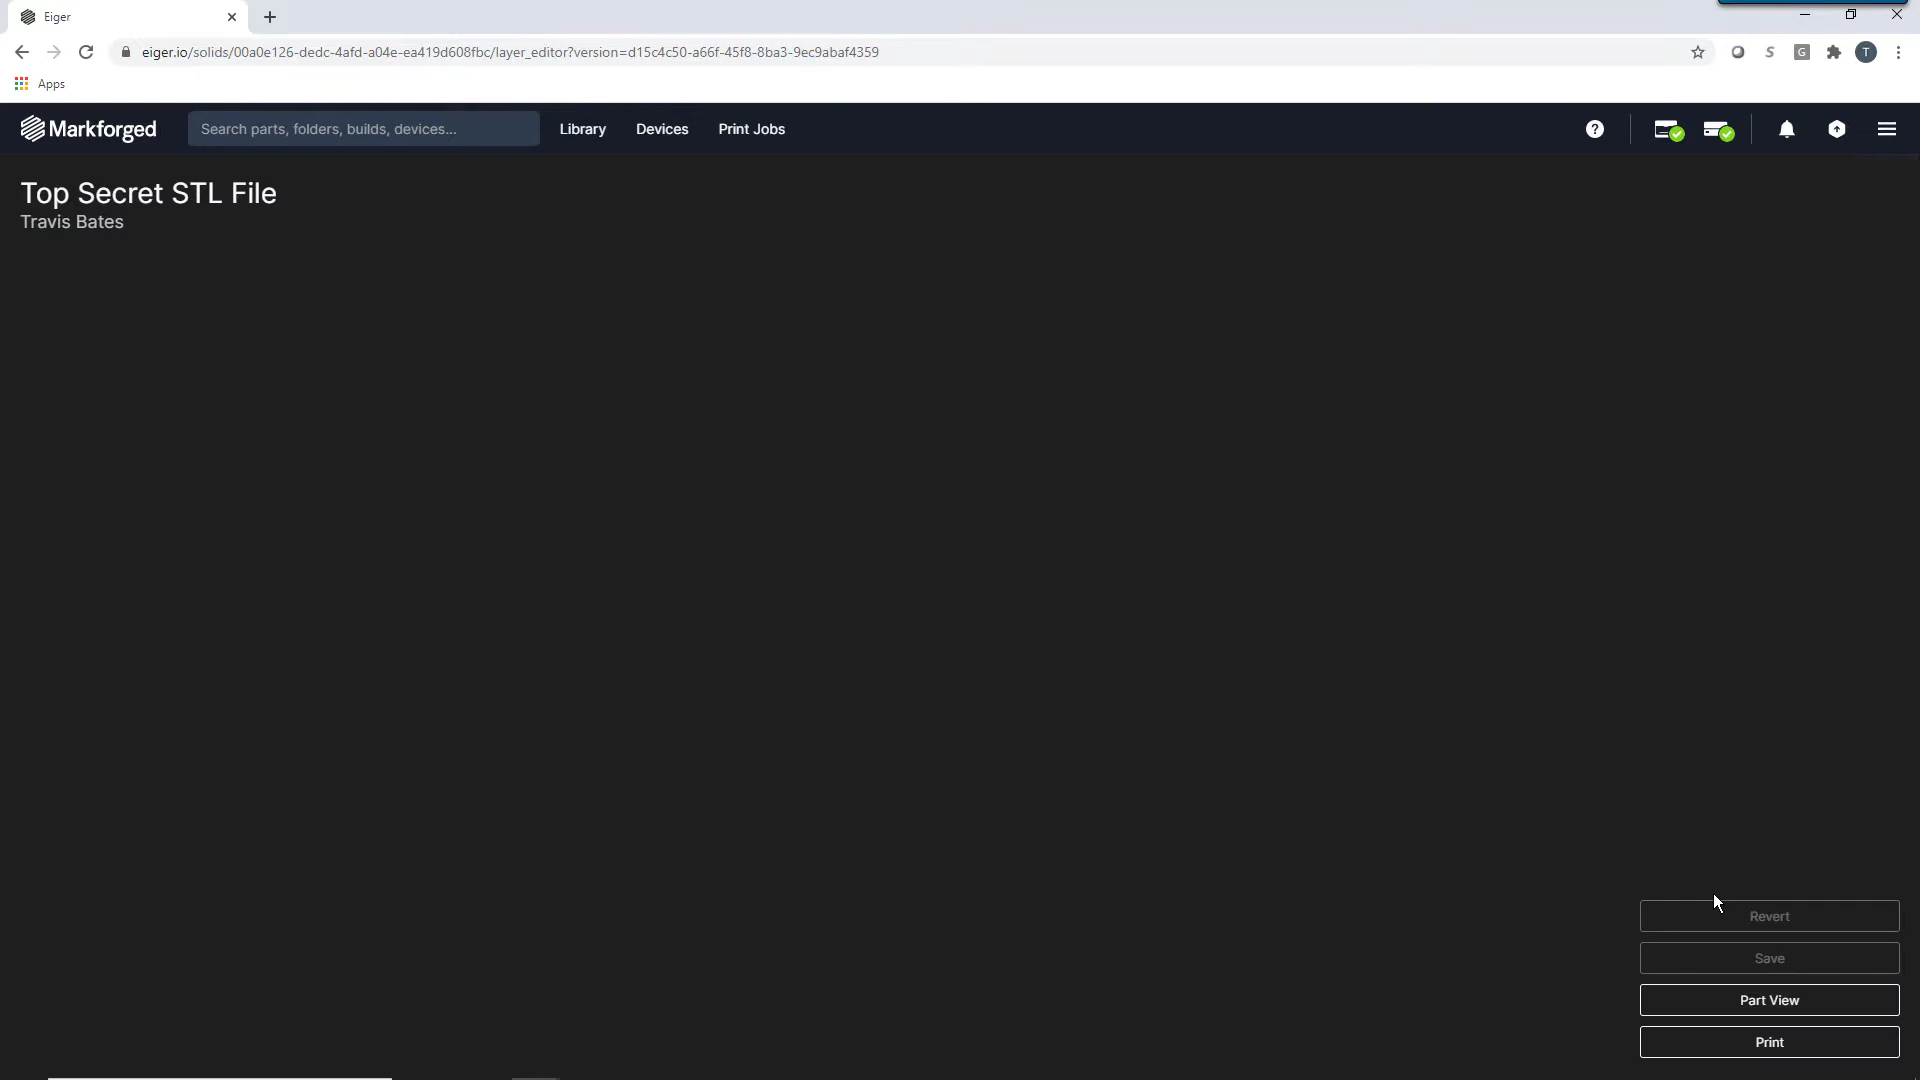 Eiger
eiger.io/solids/00a0e126-dedc-4afd-a04e-ea419d608fbc/layer_editor?version=d15c4c50-a66f-45f8-8ba3-9ec9abaf4359
S
G
T
Apps
Markforged
Search parts, folders, builds, devices...
Library
Devices
Print Jobs
?
Top Secret STL File
Travis Bates
Revert
Save
Part View
Print